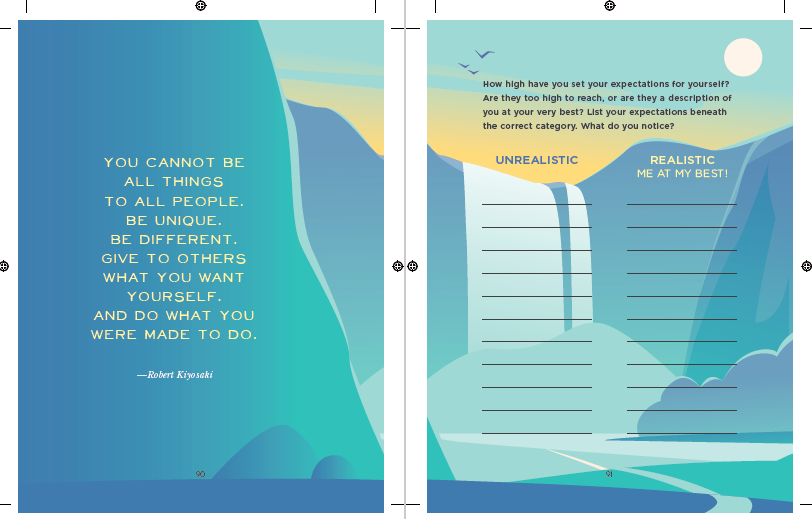 YOU CANNOT BE
ALL THINGS
TO ALL PEOPLE.
BE UNIQUE.
BE DIFFERENT.
GIVE TO OTHERS
WHAT YOU WANT
YOURSELF.
AND DO WHAT YOU
WERE MADE TO DO.
—Robert Kiyosaki
90
How high have you set your expectations for yourself?
Are they too high to reach, or are they a description of
you at your very best? List your expectations beneath
the correct category. What do you notice?
UNREALISTIC
REALISTIC
ME AT MY BEST!
91